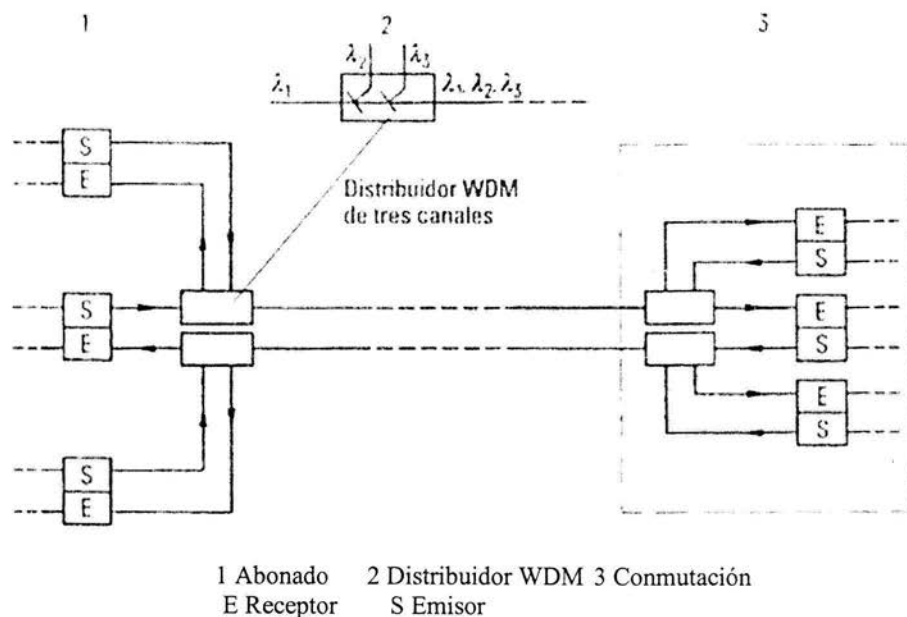 1 2 3
λ2 λ3
λ1 λ1, λ2, λ3
Distribuidor WDM
de tres canales
S
E
S
E
S
E
E
S
E
S
E
S
1 Abonado 2 Distribuidor WDM 3 Conmutación
E Receptor S Emisor